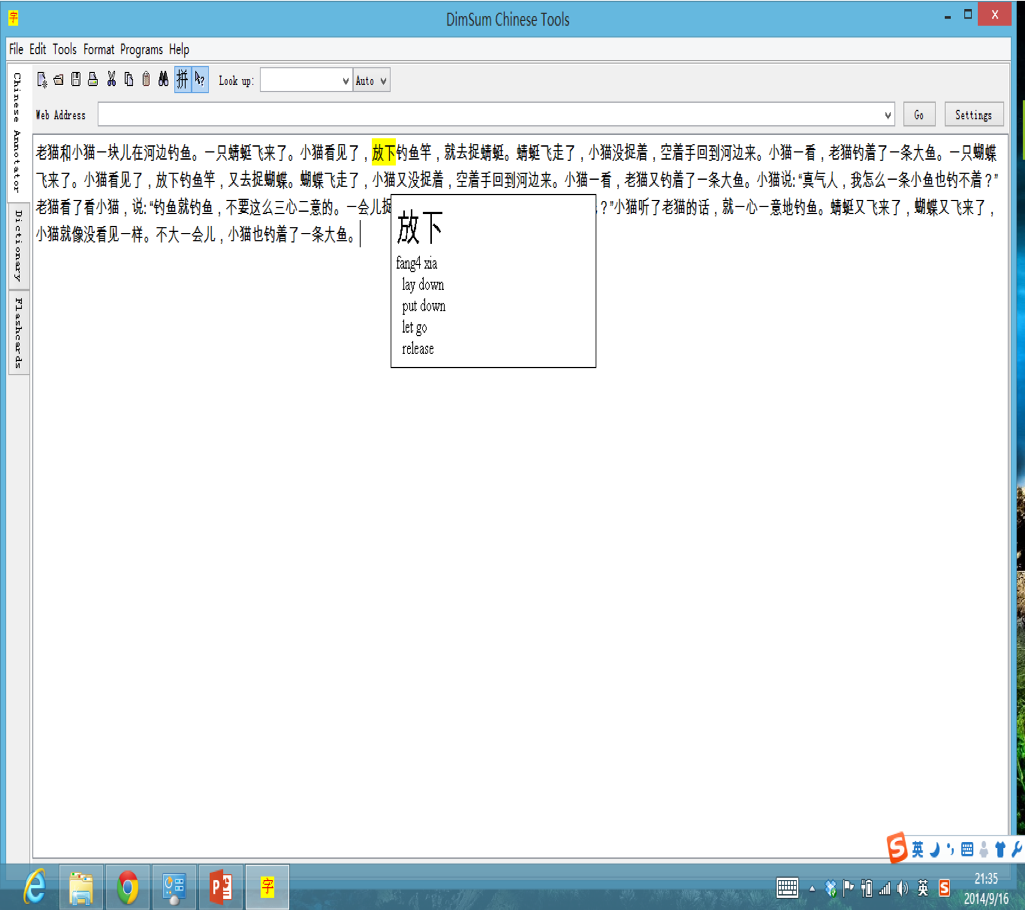 字
DimSum Chinese Tools
File Edit Tools Format Programs Help
拼 Look up: Auto
Web Address Go Settings
Chinese Annotator
Dictionary
Flashcards
老猫和小猫一块儿在河边钓鱼。一只蜻蜓飞来了。小猫看见了，放下钓鱼竿，就去捉蜻蜓。蜻蜓飞走了，小猫没捉着，空着手回到河边来。小猫一看，老猫钓着了一条大鱼。一只蝴蝶
飞来了。小猫看见了，放下钓鱼竿，又去捉蝴蝶。蝴蝶飞走了，小猫又没捉着，空着手回到河边来。小猫一看，老猫又钓着了一条大鱼。小猫说: “真气人，我怎么一条小鱼也钓不着？”
老猫看了看小猫，说: “钓鱼就钓鱼，不要这么三心二意的。一会儿捉 ？”小猫听了老猫的话，就一心一意地钓鱼。蜻蜓又飞来了，蝴蝶又飞来了，
小猫就像没看见一样。不大一会儿，小猫也钓着了一条大鱼。
放下
fang4 xia
lay down
put down
let go
release
S 英
P
字
英 S 21:35
2014/9/16